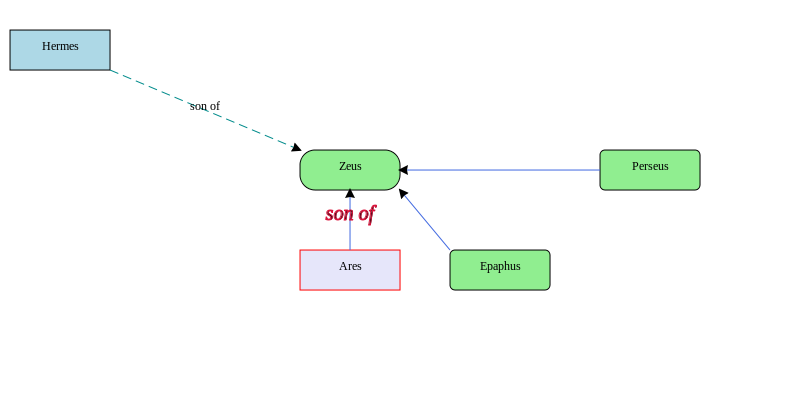 Hermes
son of
Zeus
Perseus
son of
Ares
Epaphus